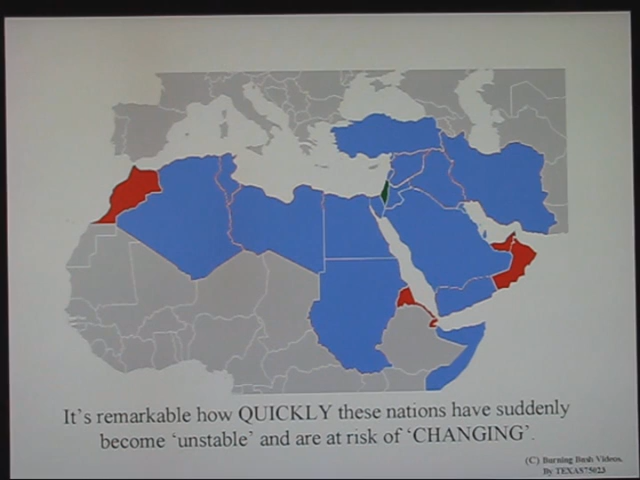 It's remarkable how QUICKLY these nations have suddenly
become 'unstable' and are at risk of 'CHANGING'.
(C) Burning Bush Videos.
By TEXAS75023